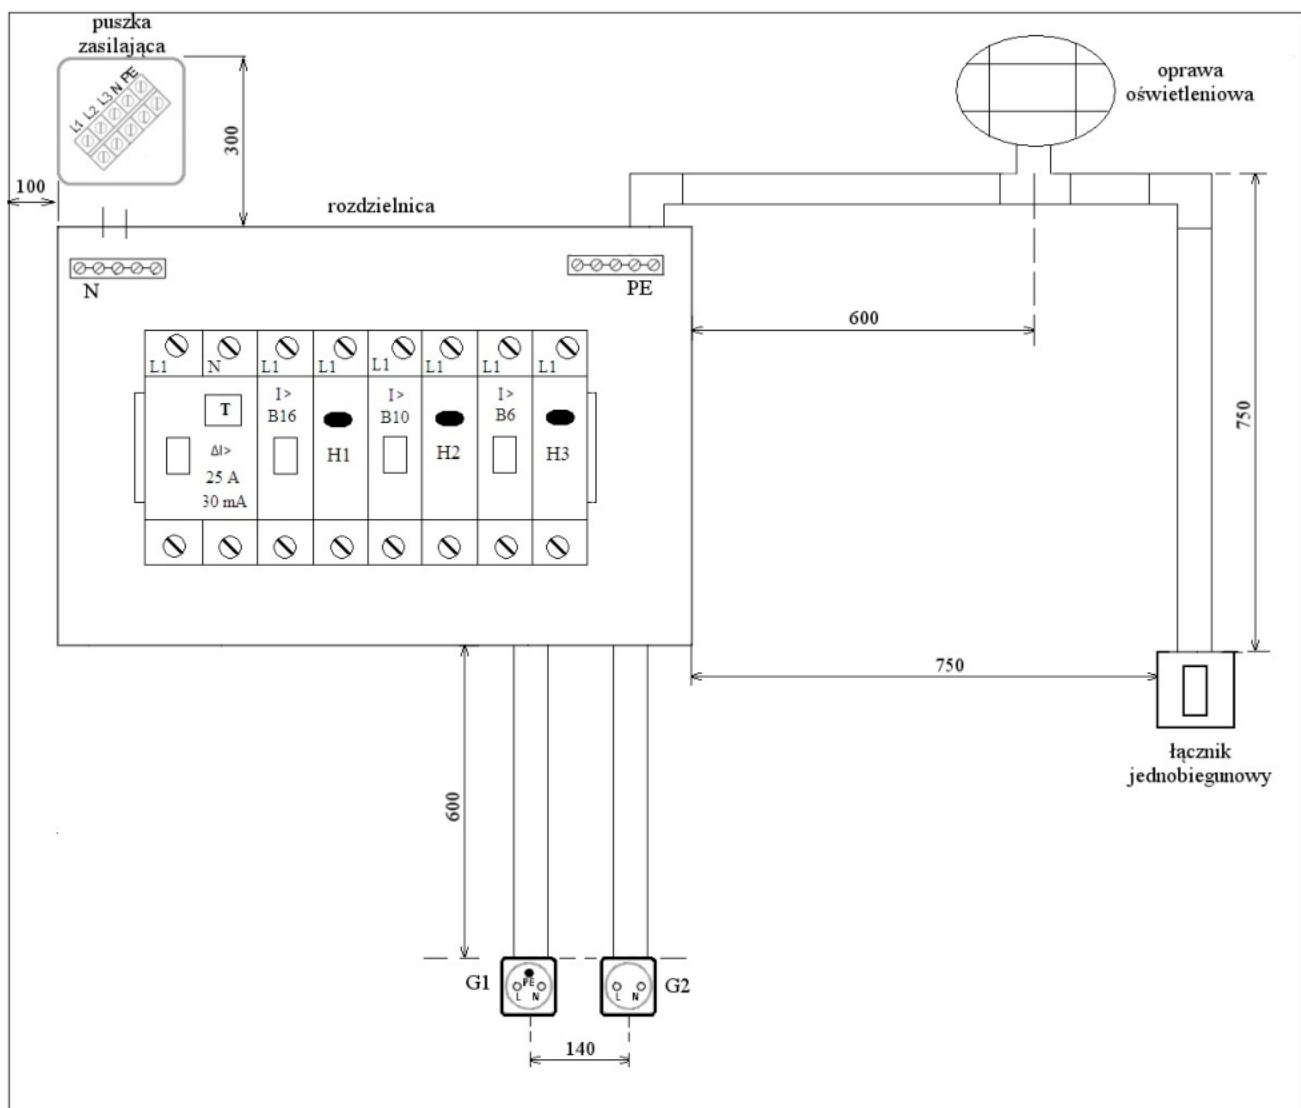 puszka
zasilająca
L1 L2 L3 N PE
300
100
oprawa
oświetleniowa
rozdzielnica
N
PE
600
750
L1 N L1 L1 L1 L1 L1 L1
T
ΔI>
25 A
30 mA
I>
B16
H1
I>
B10
H2
I>
B6
H3
750
łącznik
jednobiegunowy
600
G1
PE
L N
L N
G2
140